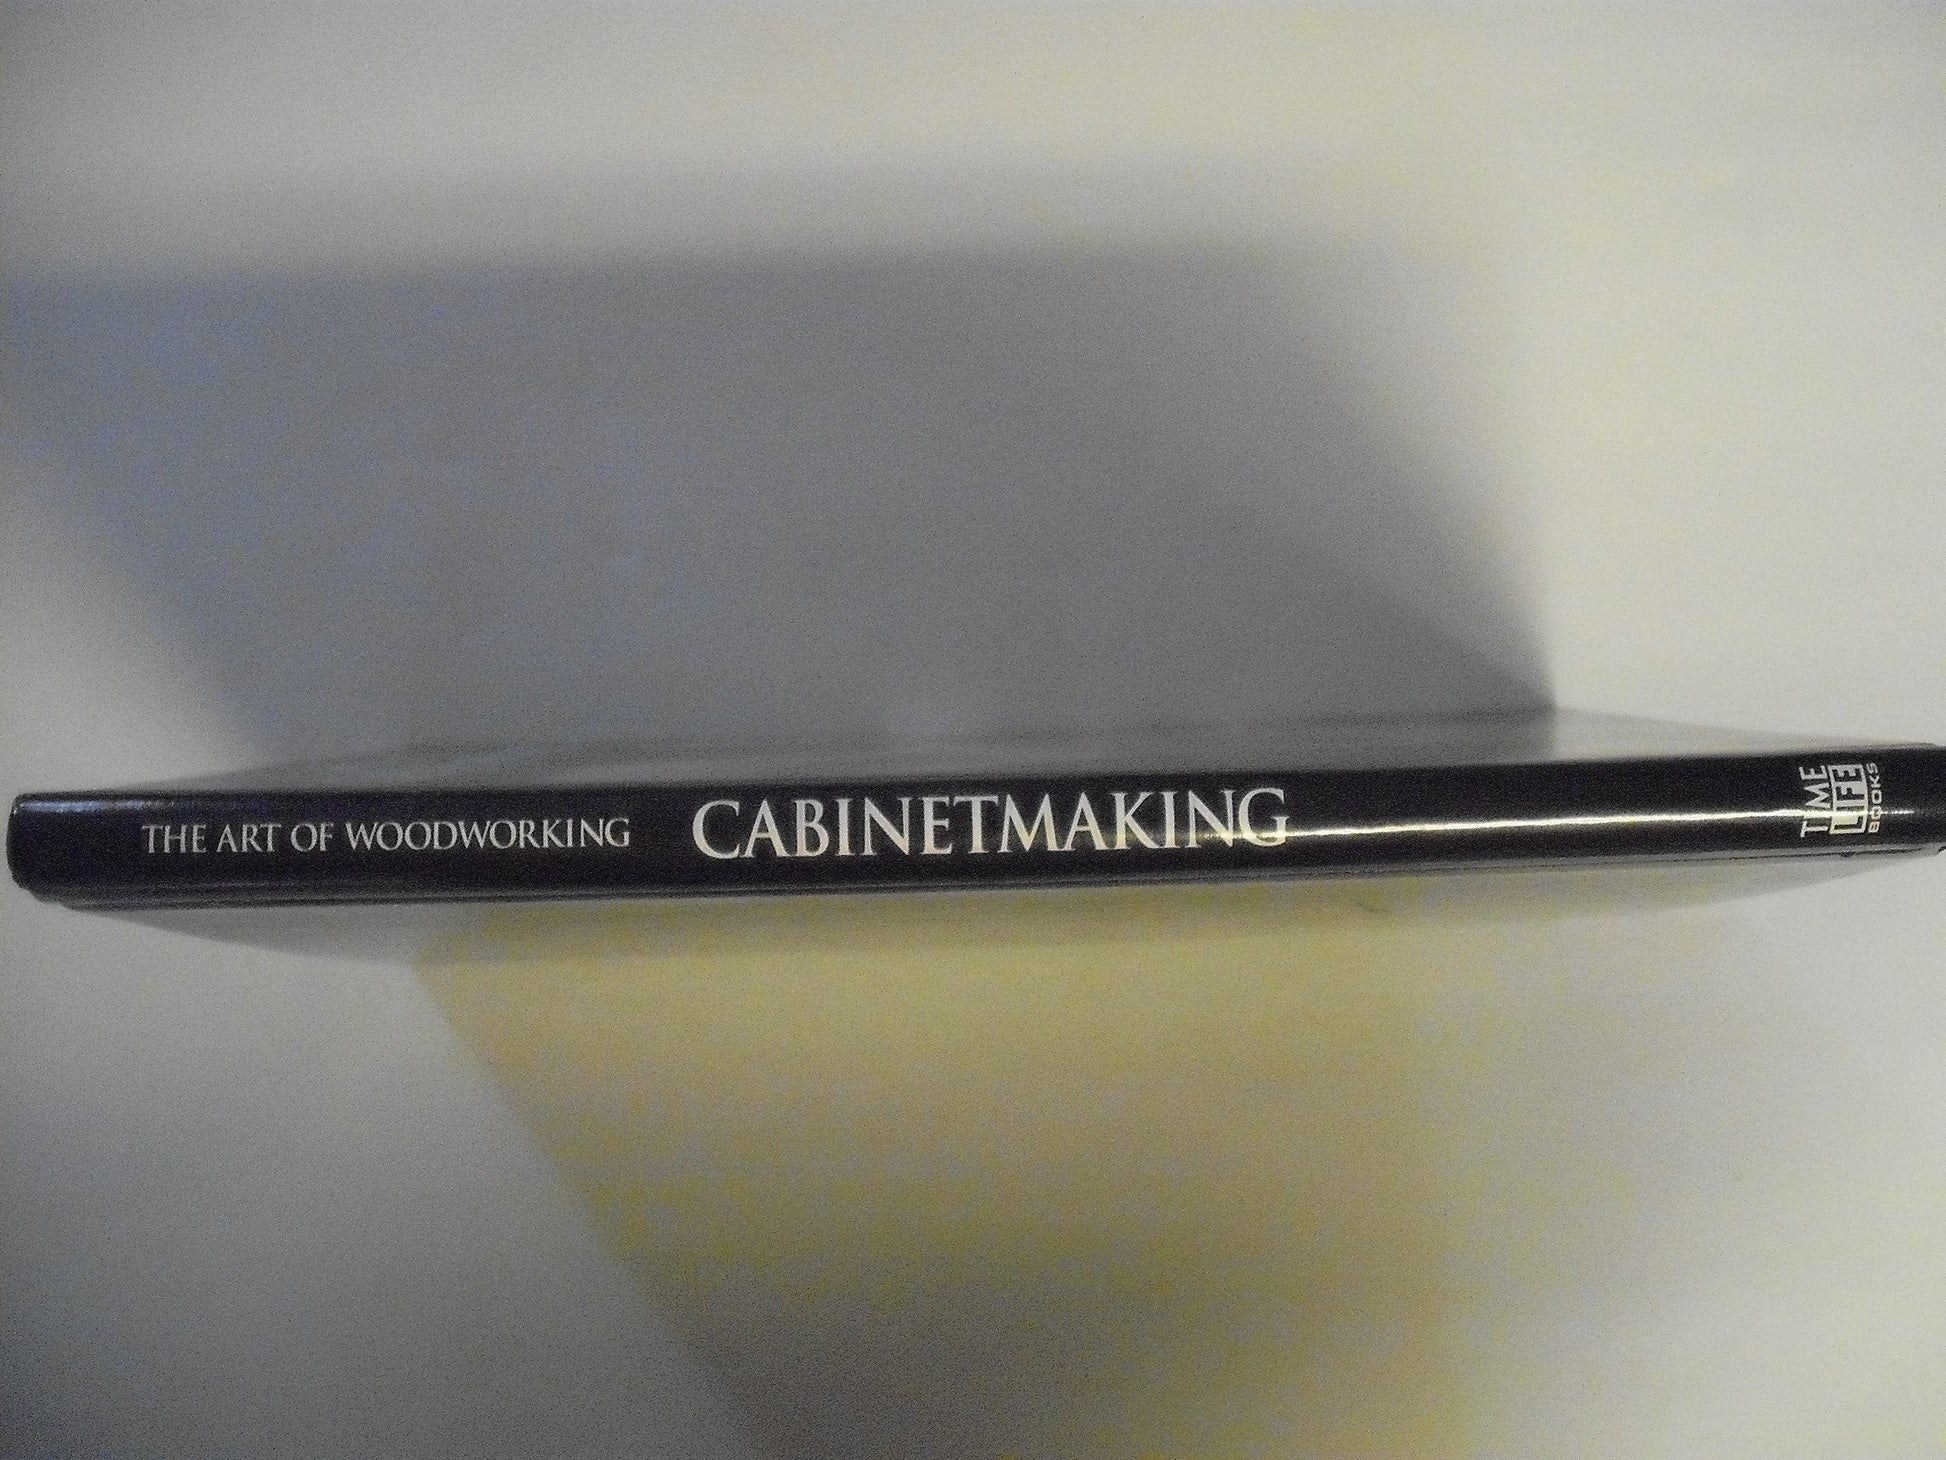 THE ART OF WOODWORKING CABINETMAKING
TIME
LIFE
BOOKS